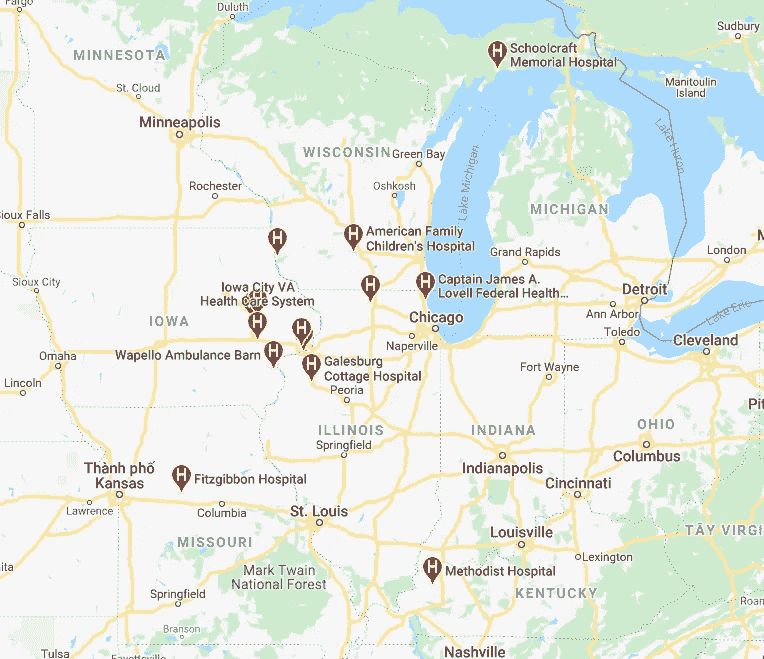 Fargo
Duluth
Sudbury
Schoolcraft
Memorial Hospital
MINNESOTA
Manitoulin
Island
St. Cloud
Minneapolis
Lake Huron
WISCONSIN
Green Bay
Lake Michigan
Rochester
Oshkosh
Sioux Falls
MICHIGAN
American Family
Children's Hospital
Grand Rapids
London
Sioux City
Iowa City VA
Health Care System
Captain James A.
Lovell Federal Health...
Detroit
Ann Arbor
Lake Erie
IOWA
Chicago
Toledo
Naperville
Cleveland
Omaha
Wapello Ambulance Barn
Galesburg
Cottage Hospital
Fort Wayne
Lincoln
Peoria
Pit
ILLINOIS
INDIANA
OHIO
Springfield
Columbus
Thành phố
Kansas
Indianapolis
Fitzgibbon Hospital
Cincinnati
Lawrence
Columbia
St. Louis
Louisville
MISSOURI
TÂY VIRGI
Lexington
ita
Mark Twain
National Forest
Methodist Hospital
Springfield
KENTUCKY
Roan
Branson
Nashville
Tulsa
Fayetteville
H
H
H
H
H
H
H
H
H
H
H
H